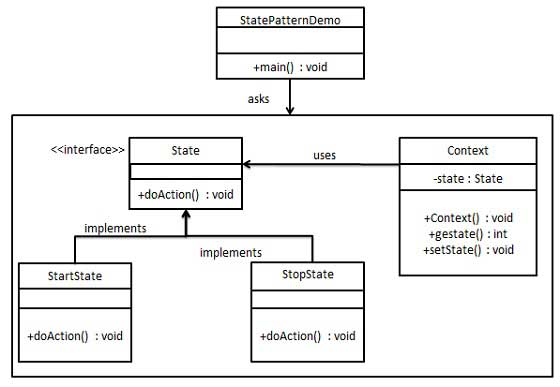 StatePatternDemo
+main() : void
asks
<<interface>>
State
+doAction() : void
uses
Context
-state : State
+Context() : void
+gestate() : int
+setState() : void
implements
implements
StartState
+doAction() : void
StopState
+doAction() : void